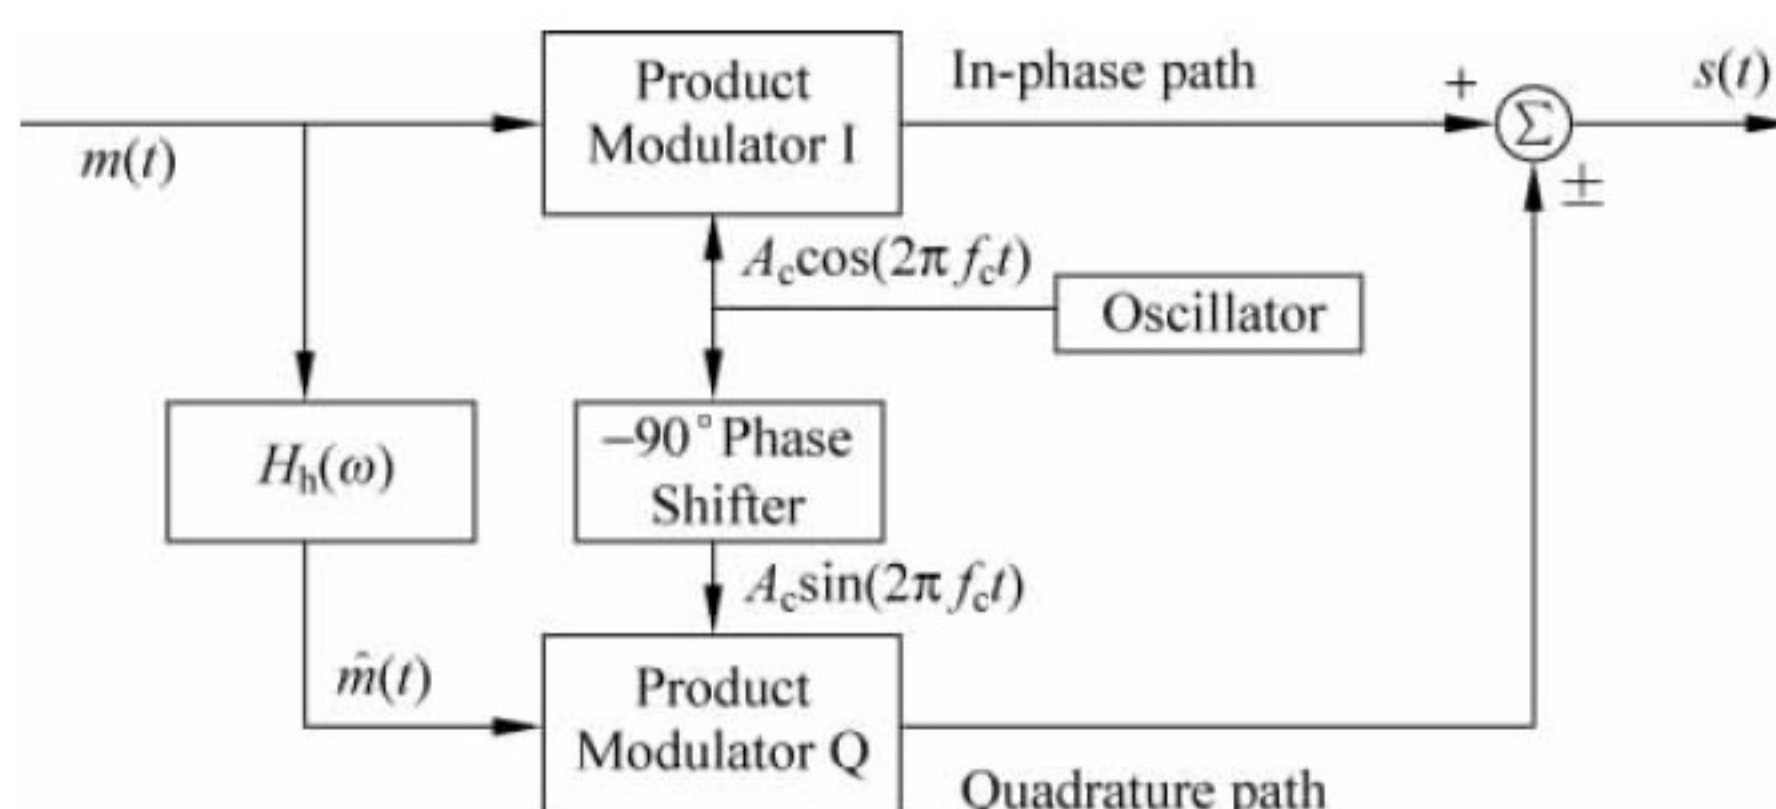 Product
Modulator I
In-phase path
+
Σ
s(t)
±
m(t)
A_c cos(2π f_c t)
Oscillator
H_h(ω)
−90° Phase
Shifter
A_c sin(2π f_c t)
m̂(t)
Product
Modulator Q
Quadrature path